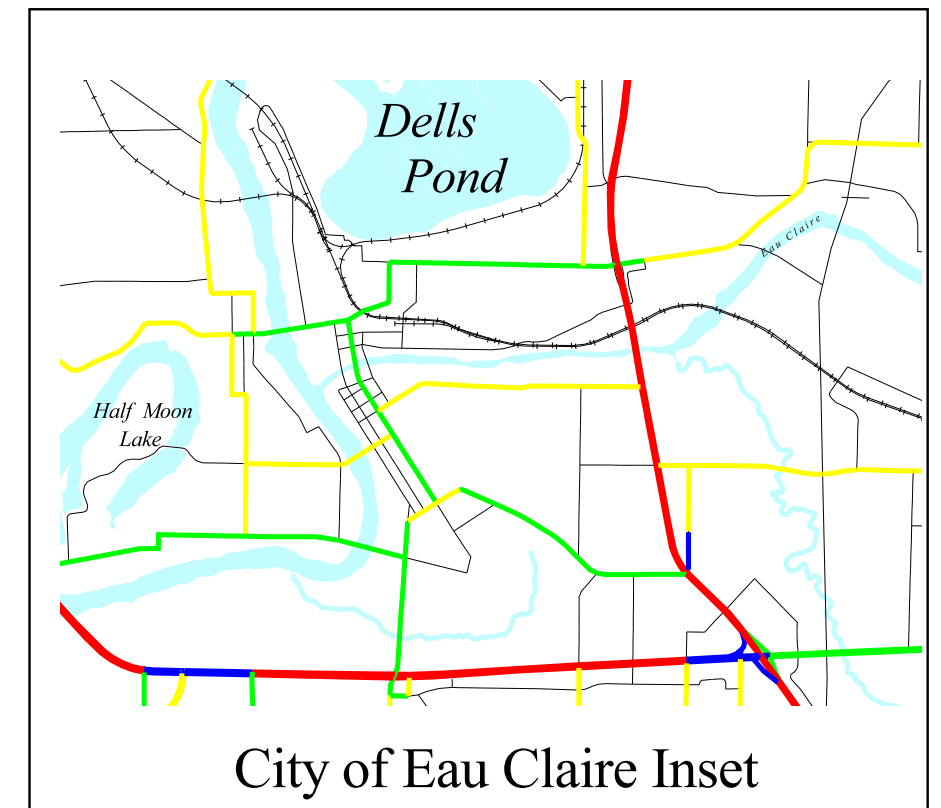 Dells
Pond
Eau Claire
Half Moon
Lake
City of Eau Claire Inset